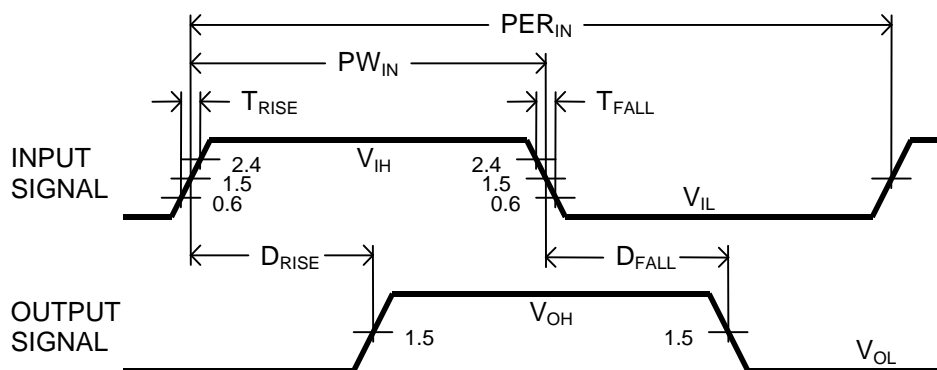 PER_IN
PW_IN
T_RISE
T_FALL
INPUT
SIGNAL
2.4
1.5
0.6
V_IH
2.4
1.5
0.6
V_IL
D_RISE
D_FALL
OUTPUT
SIGNAL
1.5
V_OH
1.5
V_OL